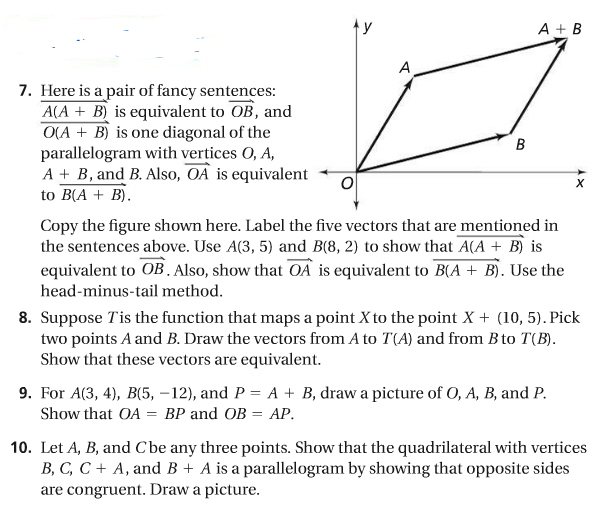 y
A + B
A
B
O
x
7. Here is a pair of fancy sentences:
A(A + B) is equivalent to OB, and
O(A + B) is one diagonal of the
parallelogram with vertices O, A,
A + B, and B. Also, OA is equivalent
to B(A + B).
Copy the figure shown here. Label the five vectors that are mentioned in
the sentences above. Use A(3, 5) and B(8, 2) to show that A(A + B) is
equivalent to OB. Also, show that OA is equivalent to B(A + B). Use the
head-minus-tail method.
8. Suppose T is the function that maps a point X to the point X + (10, 5). Pick
two points A and B. Draw the vectors from A to T(A) and from B to T(B).
Show that these vectors are equivalent.
9. For A(3, 4), B(5, −12), and P = A + B, draw a picture of O, A, B, and P.
Show that OA = BP and OB = AP.
10. Let A, B, and C be any three points. Show that the quadrilateral with vertices
B, C, C + A, and B + A is a parallelogram by showing that opposite sides
are congruent. Draw a picture.